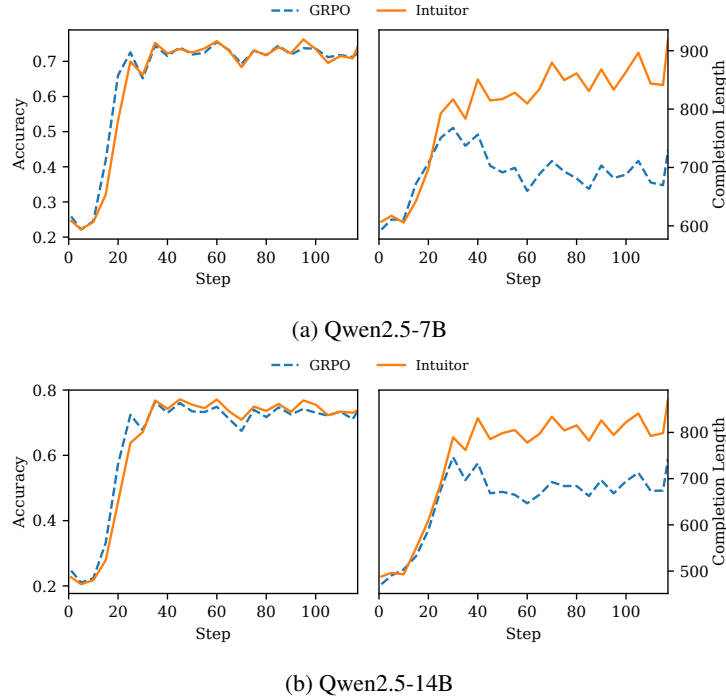 GRPO Intuitor
0.7
0.6
0.5
0.4
0.3
0.2
Accuracy
0 20 40 60 80 100
Step
900
800
700
600
Completion Length
0 20 40 60 80 100
Step
(a) Qwen2.5-7B
GRPO Intuitor
0.8
0.6
0.4
0.2
Accuracy
0 20 40 60 80 100
Step
800
700
600
500
Completion Length
0 20 40 60 80 100
Step
(b) Qwen2.5-14B